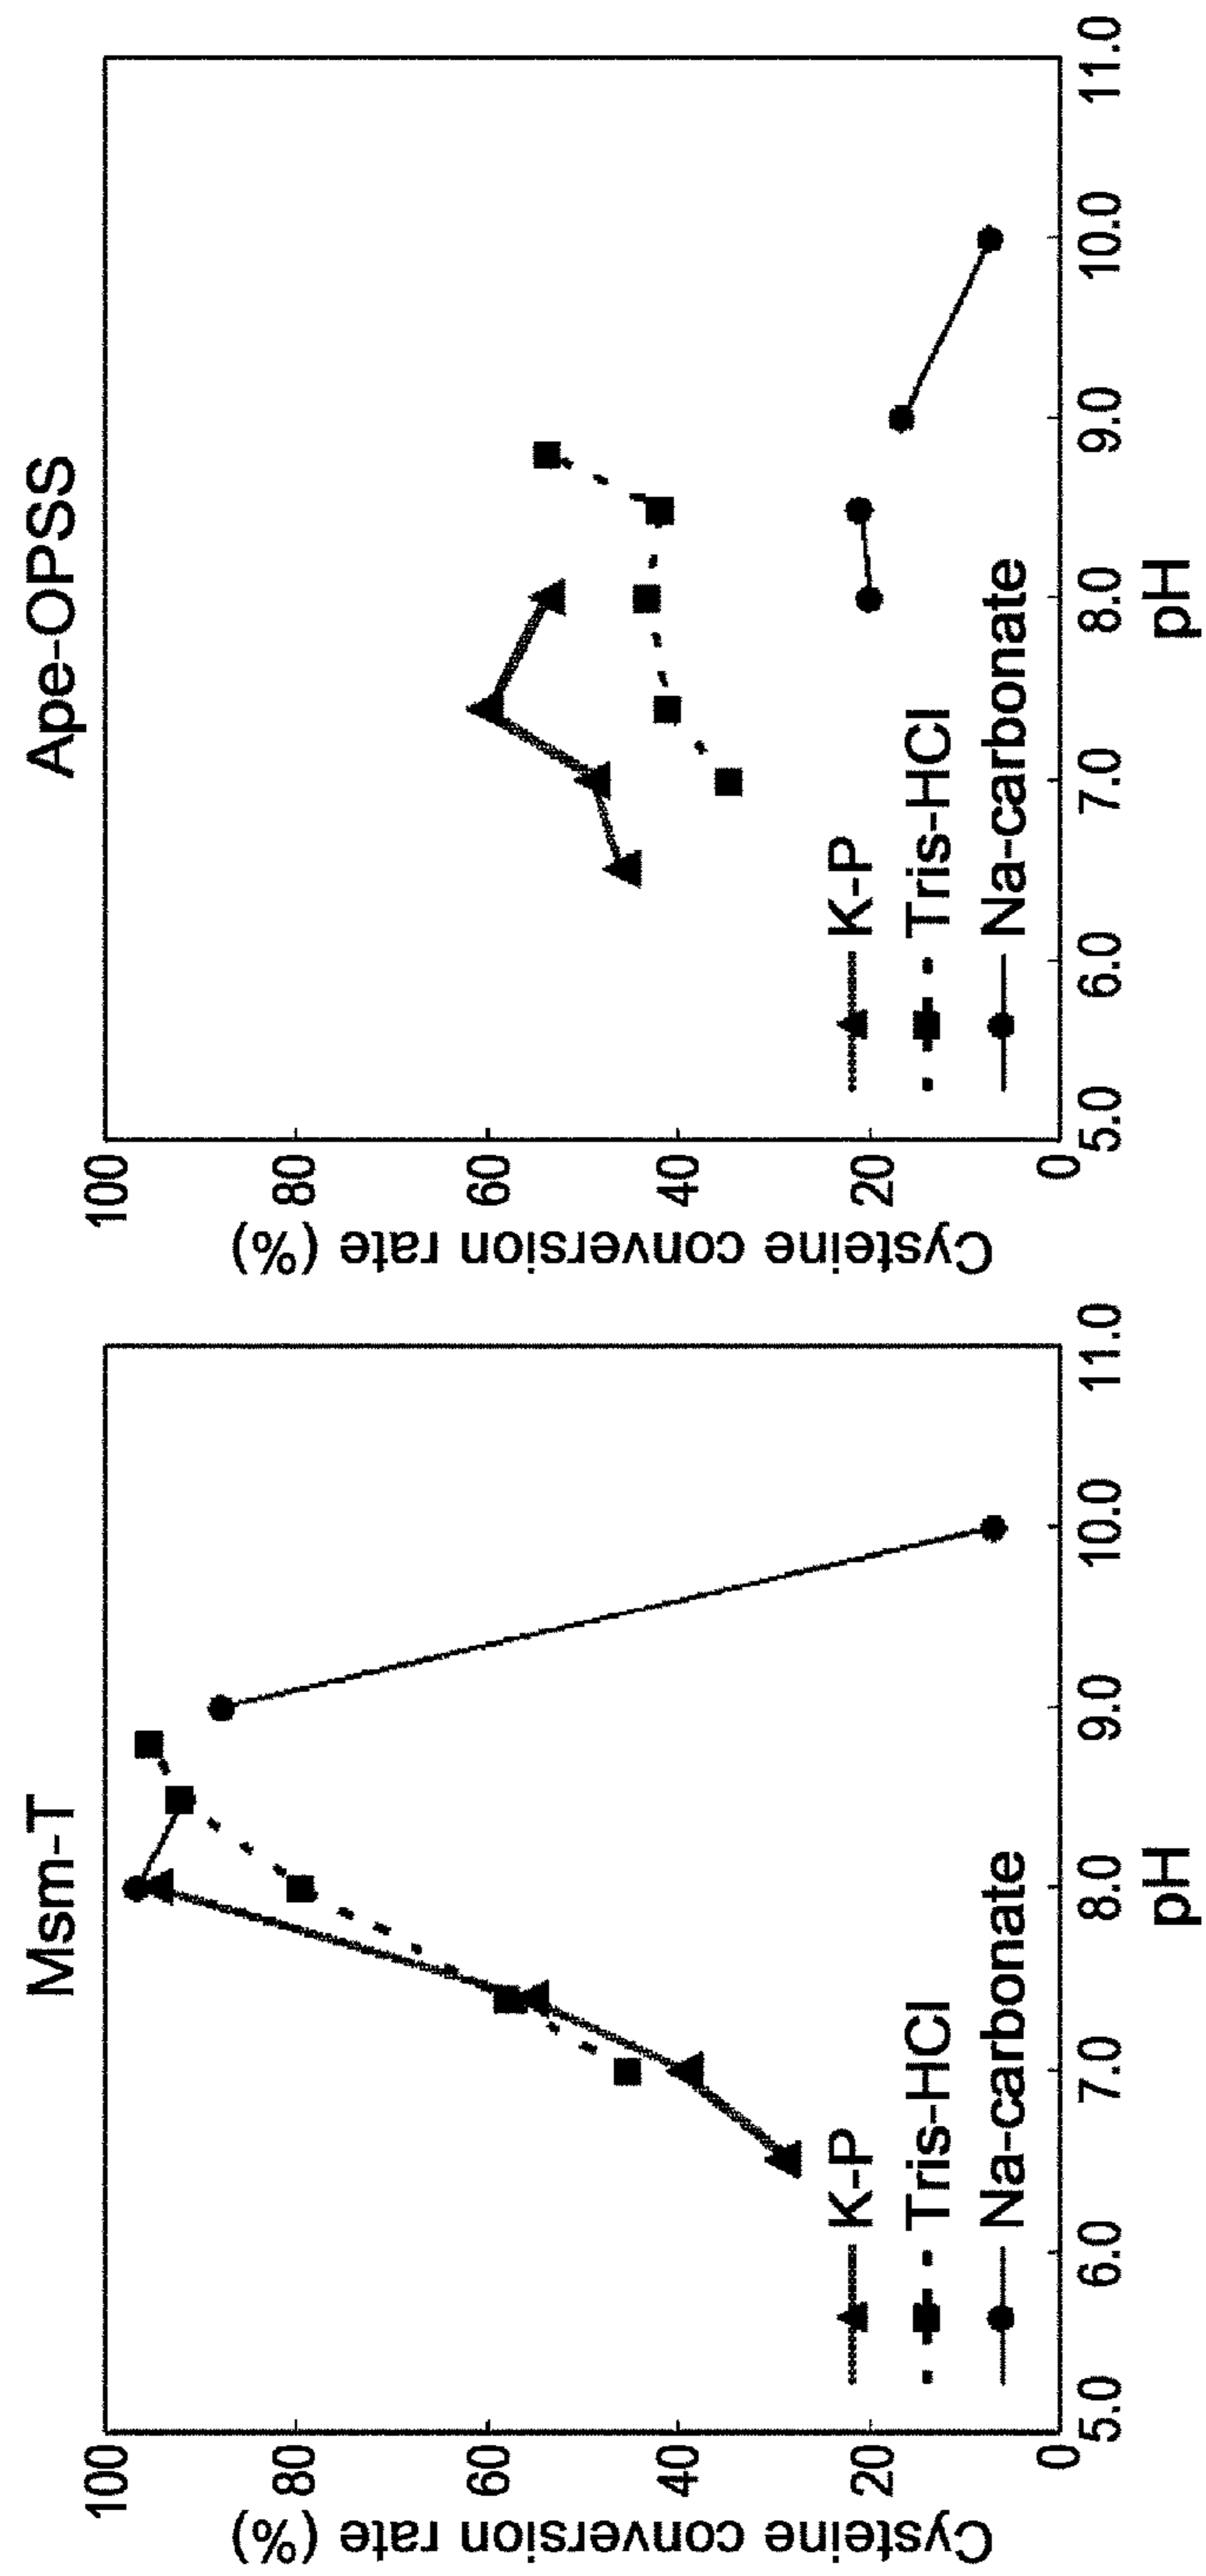 Msm-T
Cysteine conversion rate (%)
100
80
60
40
20
0
K-P
Tris-HCl
Na-carbonate
5.0 6.0 7.0 8.0 9.0 10.0 11.0
pH
Ape-OPSS
Cysteine conversion rate (%)
100
80
60
40
20
0
K-P
Tris-HCl
Na-carbonate
5.0 6.0 7.0 8.0 9.0 10.0 11.0
pH